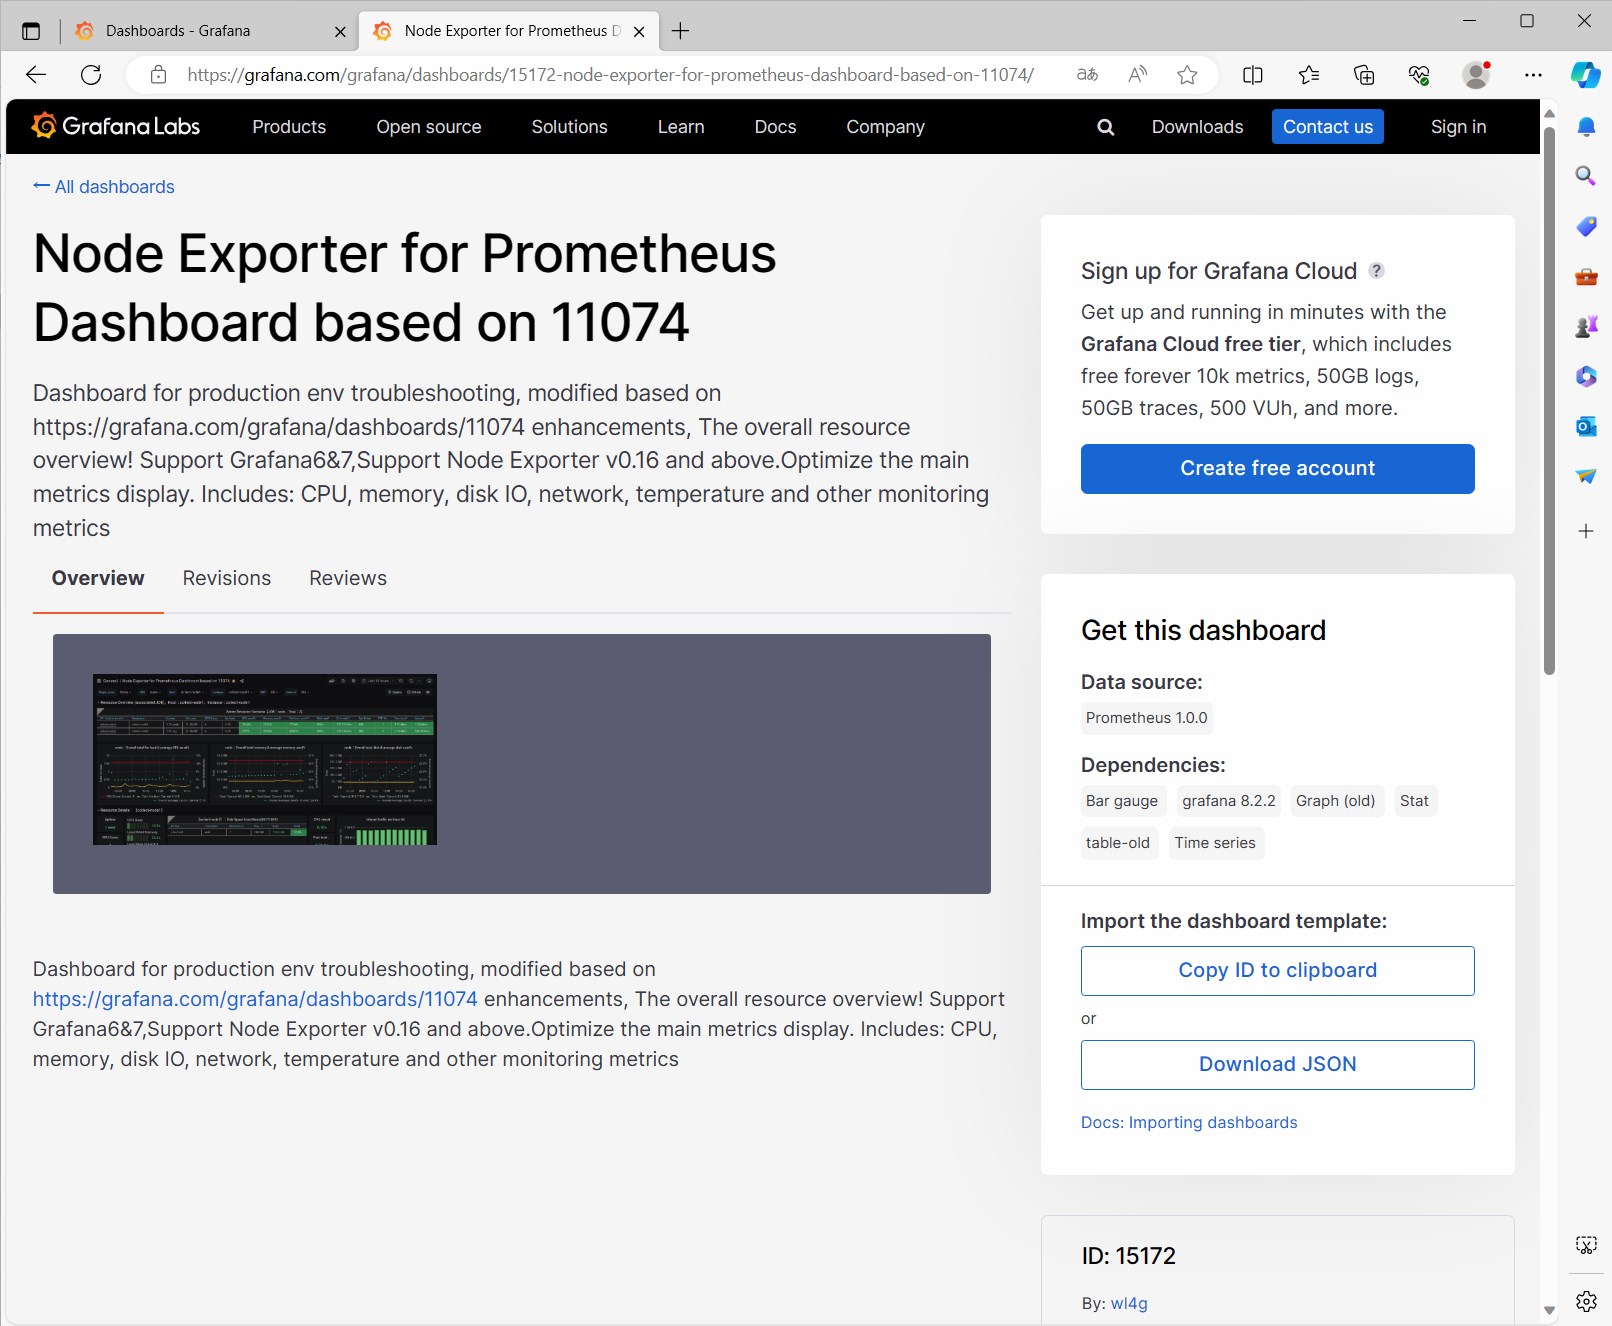 Dashboards - Grafana
Node Exporter for Prometheus D
https://grafana.com/grafana/dashboards/15172-node-exporter-for-prometheus-dashboard-based-on-11074/
Grafana Labs Products Open source Solutions Learn Docs Company Downloads Contact us Sign in
← All dashboards
Node Exporter for Prometheus
Dashboard based on 11074
Dashboard for production env troubleshooting, modified based on
https://grafana.com/grafana/dashboards/11074 enhancements, The overall resource
overview! Support Grafana6&7,Support Node Exporter v0.16 and above.Optimize the main
metrics display. Includes: CPU, memory, disk IO, network, temperature and other monitoring
metrics
Overview Revisions Reviews
General / Node Exporter for Prometheus Dashboard based on 11074
Dashboard for production env troubleshooting, modified based on
https://grafana.com/grafana/dashboards/11074 enhancements, The overall resource overview! Support
Grafana6&7,Support Node Exporter v0.16 and above.Optimize the main metrics display. Includes: CPU,
memory, disk IO, network, temperature and other monitoring metrics
Sign up for Grafana Cloud ?
Get up and running in minutes with the
Grafana Cloud free tier, which includes
free forever 10k metrics, 50GB logs,
50GB traces, 500 VUh, and more.
Create free account
Get this dashboard
Data source:
Prometheus 1.0.0
Dependencies:
Bar gauge grafana 8.2.2 Graph (old) Stat
table-old Time series
Import the dashboard template:
Copy ID to clipboard
or
Download JSON
Docs: Importing dashboards
ID: 15172
By: wl4g